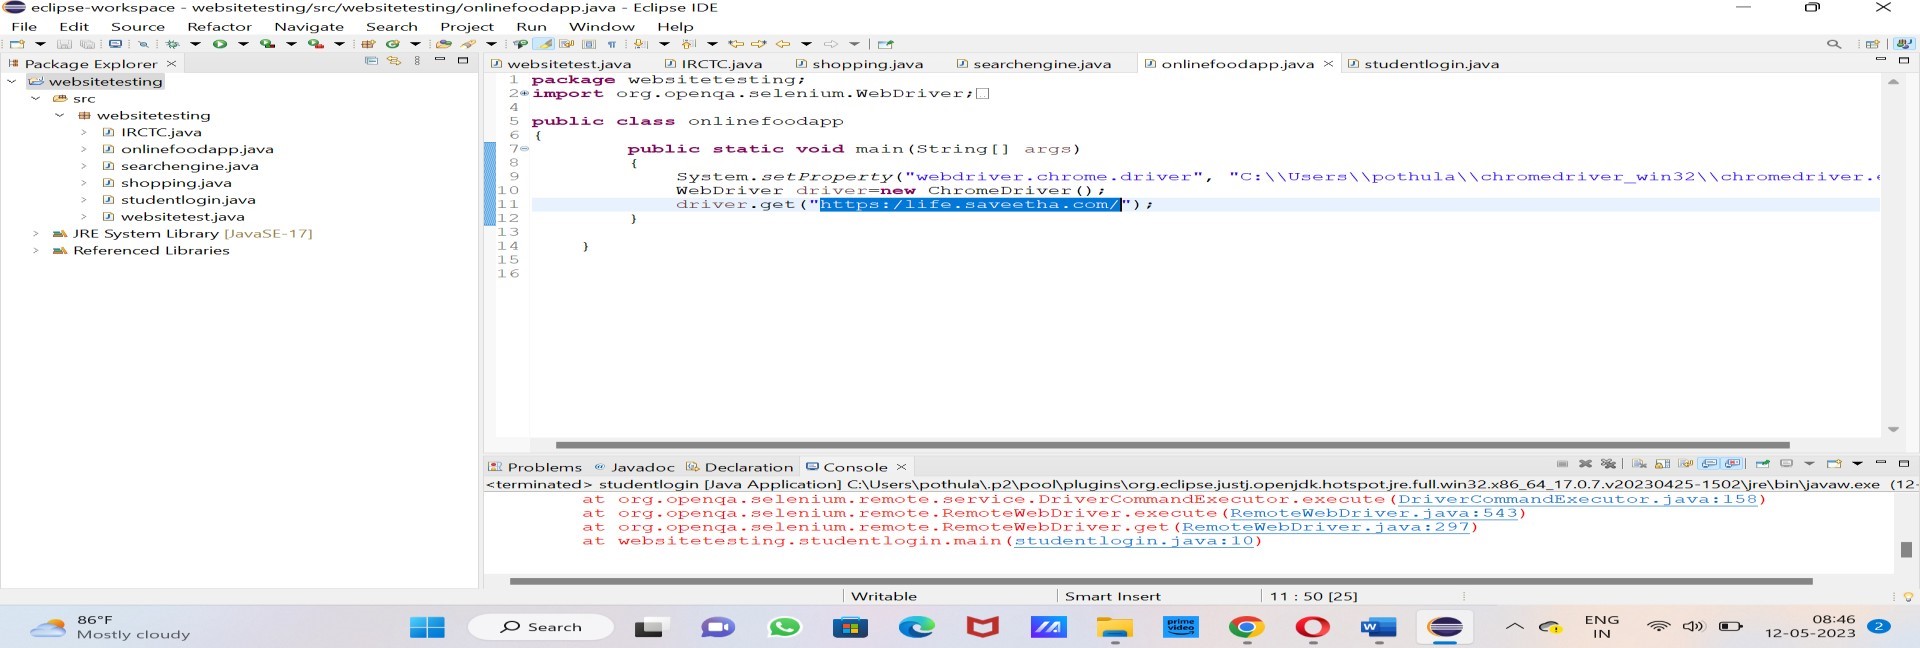 eclipse-workspace - websitetesting/src/websitetesting/onlinefoodapp.java - Eclipse IDE
File Edit Source Refactor Navigate Search Project Run Window Help
Package Explorer
websitetest.java IRCTC.java shopping.java searchengine.java onlinefoodapp.java studentlogin.java
websitetesting
src
websitetesting
IRCTC.java
onlinefoodapp.java
searchengine.java
shopping.java
studentlogin.java
websitetest.java
JRE System Library [JavaSE-17]
Referenced Libraries
1 package websitetesting;
2 import org.openqa.selenium.WebDriver;
4
5 public class onlinefoodapp
6 {
7 public static void main(String[] args)
8 {
9 System.setProperty("webdriver.chrome.driver", "C:\\Users\\pothula\\chromedriver_win32\\chromedriver.e
10 WebDriver driver=new ChromeDriver();
11 driver.get("https:/life.saveetha.com/");
12 }
13
14 }
15
16
Problems Javadoc Declaration Console
<terminated> studentlogin [Java Application] C:\Users\pothula\.p2\pool\plugins\org.eclipse.justj.openjdk.hotspot.jre.full.win32.x86_64_17.0.7.v20230425-1502\jre\bin\javaw.exe (12-
at org.openqa.selenium.remote.service.DriverCommandExecutor.execute(DriverCommandExecutor.java:158)
at org.openqa.selenium.remote.RemoteWebDriver.execute(RemoteWebDriver.java:543)
at org.openqa.selenium.remote.RemoteWebDriver.get(RemoteWebDriver.java:297)
at websitetesting.studentlogin.main(studentlogin.java:10)
Writable Smart Insert 11 : 50 [25]
86°F
Mostly cloudy
Search
prime video
ENG
IN
08:46
12-05-2023
2